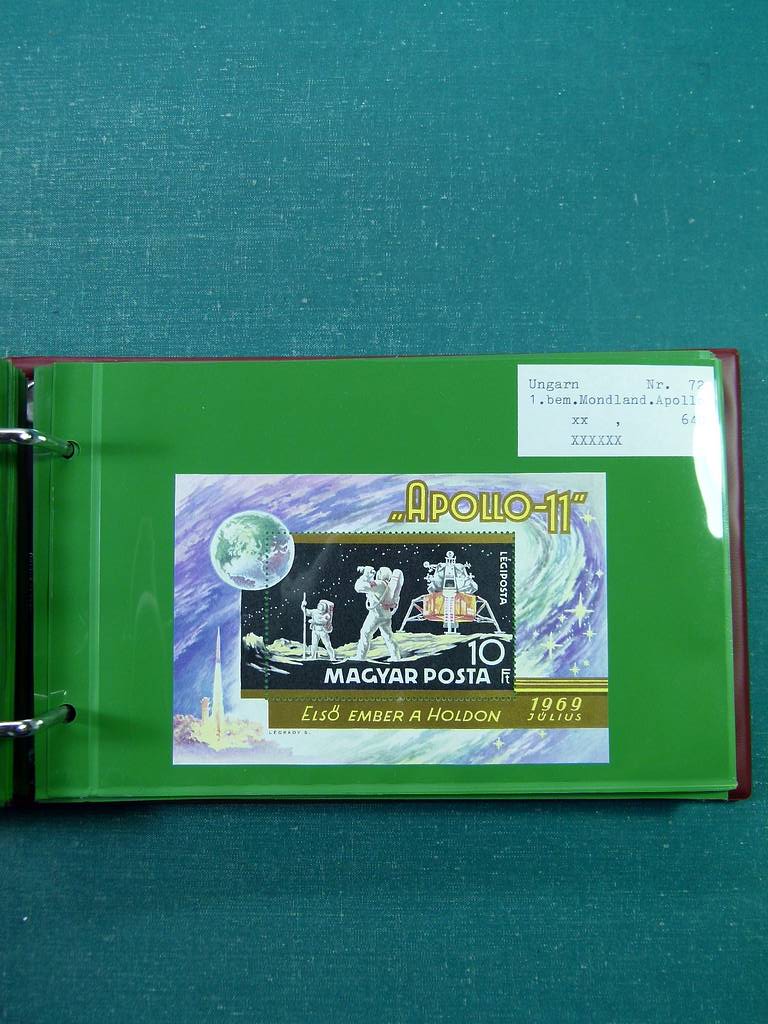 Ungarn Nr. 72
1.bem.Mondland.Apoll
xx , 64
XXXXXX
„APOLLO-11”
LÉGIPOSTA
10 Ft
MAGYAR POSTA
ELSŐ EMBER A HOLDON
1969
JÚLIUS
LÉGRÁDY S.